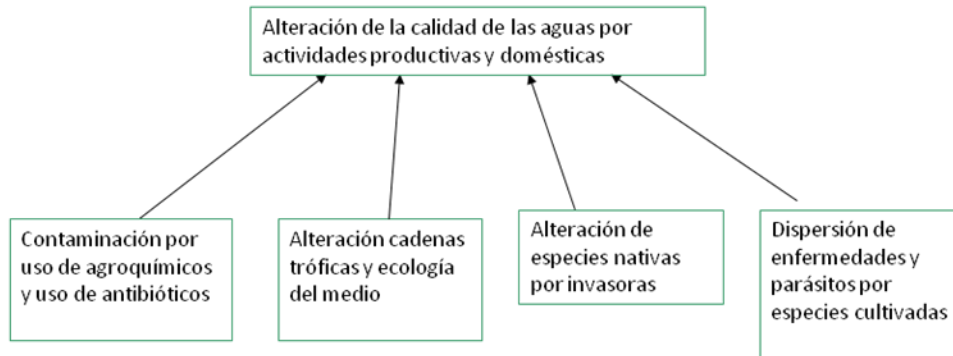 Alteración de la calidad de las aguas por
actividades productivas y domésticas
Contaminación por
uso de agroquímicos
y uso de antibióticos
Alteración cadenas
tróficas y ecología
del medio
Alteración de
especies nativas
por invasoras
Dispersión de
enfermedades y
parásitos por
especies cultivadas